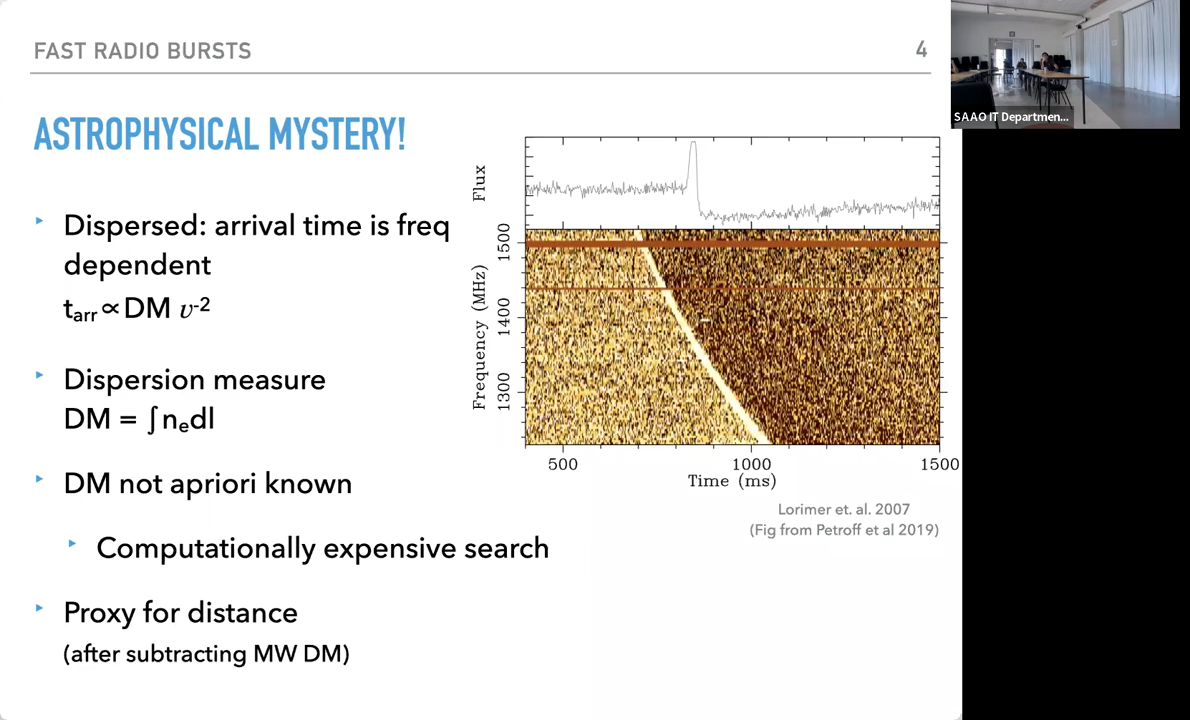 FAST RADIO BURSTS
4
ASTROPHYSICAL MYSTERY!
‣ Dispersed: arrival time is freq
dependent
tarr ∝ DM 𝜐-2
‣ Dispersion measure
DM = ∫nedl
‣ DM not apriori known
‣ Computationally expensive search
‣ Proxy for distance
(after subtracting MW DM)
Flux
Frequency (MHz)
1500
1400
1300
500 1000 1500
Time (ms)
Lorimer et. al. 2007
(Fig from Petroff et al 2019)
SAAO IT Departmen...